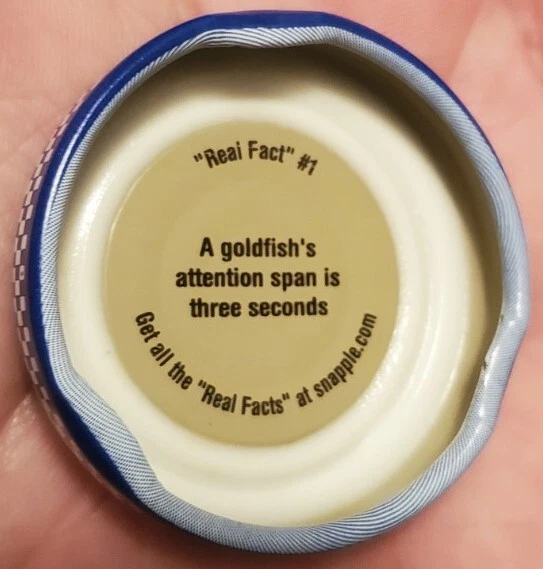 "Real Fact" #1
A goldfish's
attention span is
three seconds
Get all the "Real Facts" at snapple.com